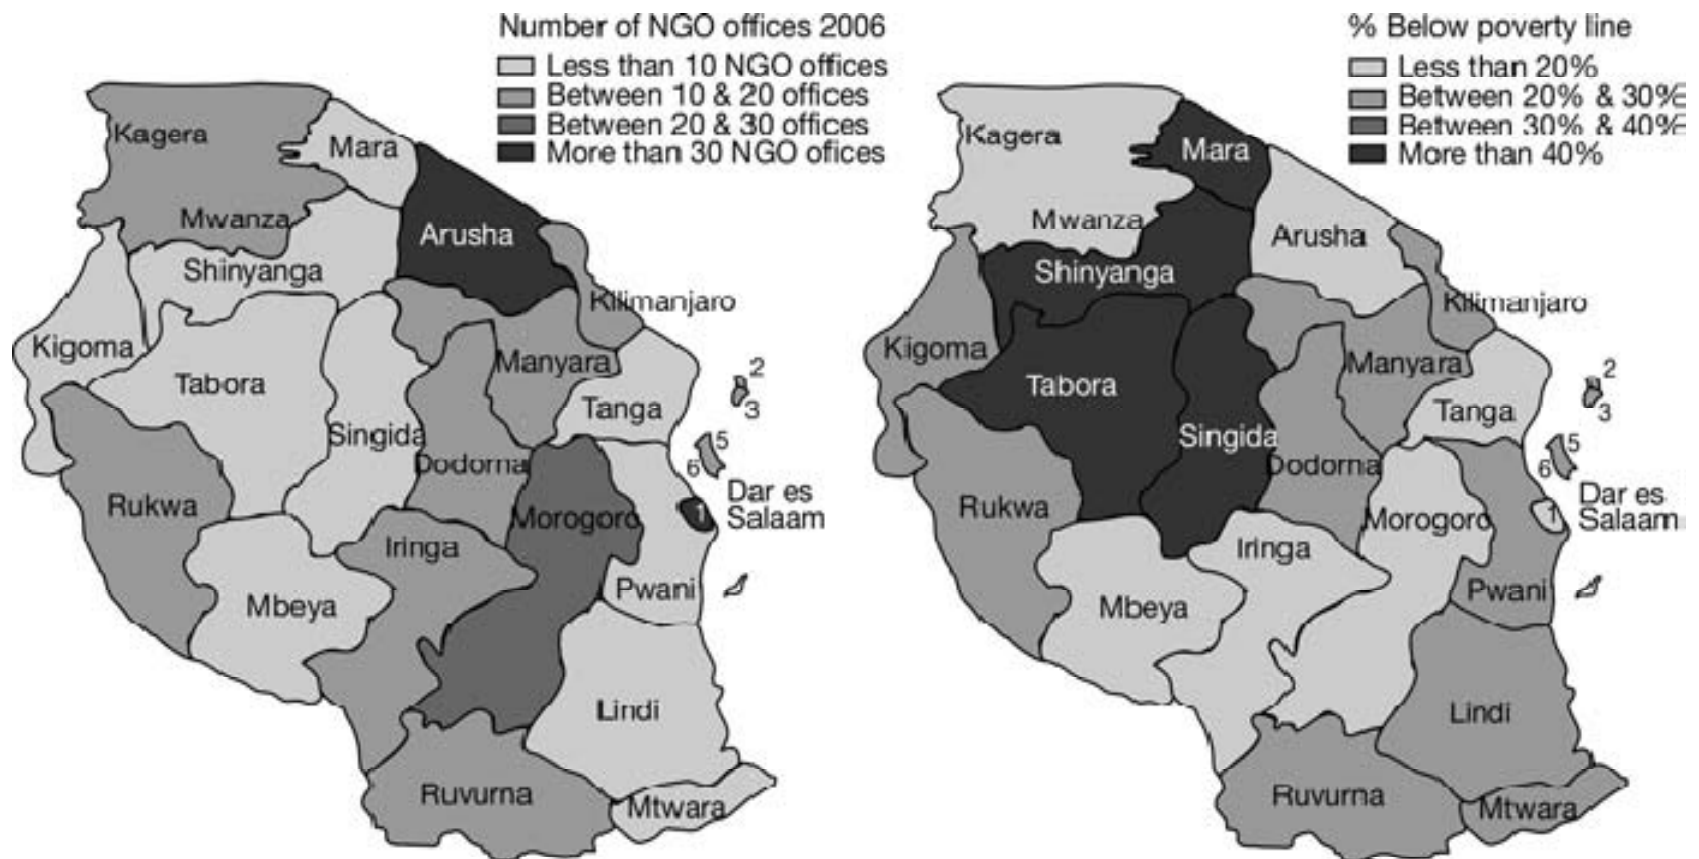 Number of NGO offices 2006
Less than 10 NGO offices
Between 10 & 20 offices
Between 20 & 30 offices
More than 30 NGO ofices
Kagera
Mara
Mwanza
Arusha
Shinyanga
Kilimanjaro
Kigoma
Manyara
Tabora
2
3
Tanga
Singida
5
6
Dodorna
Rukwa
Dar es
Salaam
1
Morogoro
Iringa
Pwani
Mbeya
Lindi
Ruvurna
Mtwara
% Below poverty line
Less than 20%
Between 20% & 30%
Between 30% & 40%
More than 40%
Kagera
Mara
Mwanza
Arusha
Shinyanga
Kilimanjaro
Kiigoma
Manyara
Tabora
2
3
Tanga
Singida
5
6
Dodorna
Rukwa
Dar es
Salaam
1
Morogoro
Iringa
Pwani
Mbeya
Lindi
Ruvurna
Mtwara